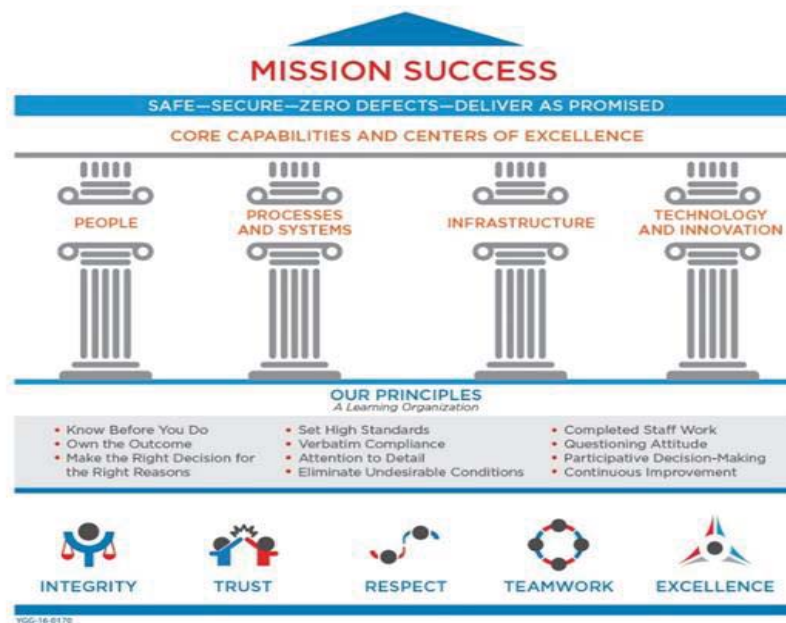 MISSION SUCCESS
SAFE—SECURE—ZERO DEFECTS—DELIVER AS PROMISED
CORE CAPABILITIES AND CENTERS OF EXCELLENCE
PEOPLE
PROCESSES
AND SYSTEMS
INFRASTRUCTURE
TECHNOLOGY
AND INNOVATION
OUR PRINCIPLES
A Learning Organization
• Know Before You Do
• Own the Outcome
• Make the Right Decision for
the Right Reasons
• Set High Standards
• Verbatim Compliance
• Attention to Detail
• Eliminate Undesirable Conditions
• Completed Staff Work
• Questioning Attitude
• Participative Decision-Making
• Continuous Improvement
INTEGRITY
TRUST
RESPECT
TEAMWORK
EXCELLENCE
YGG-16-0170